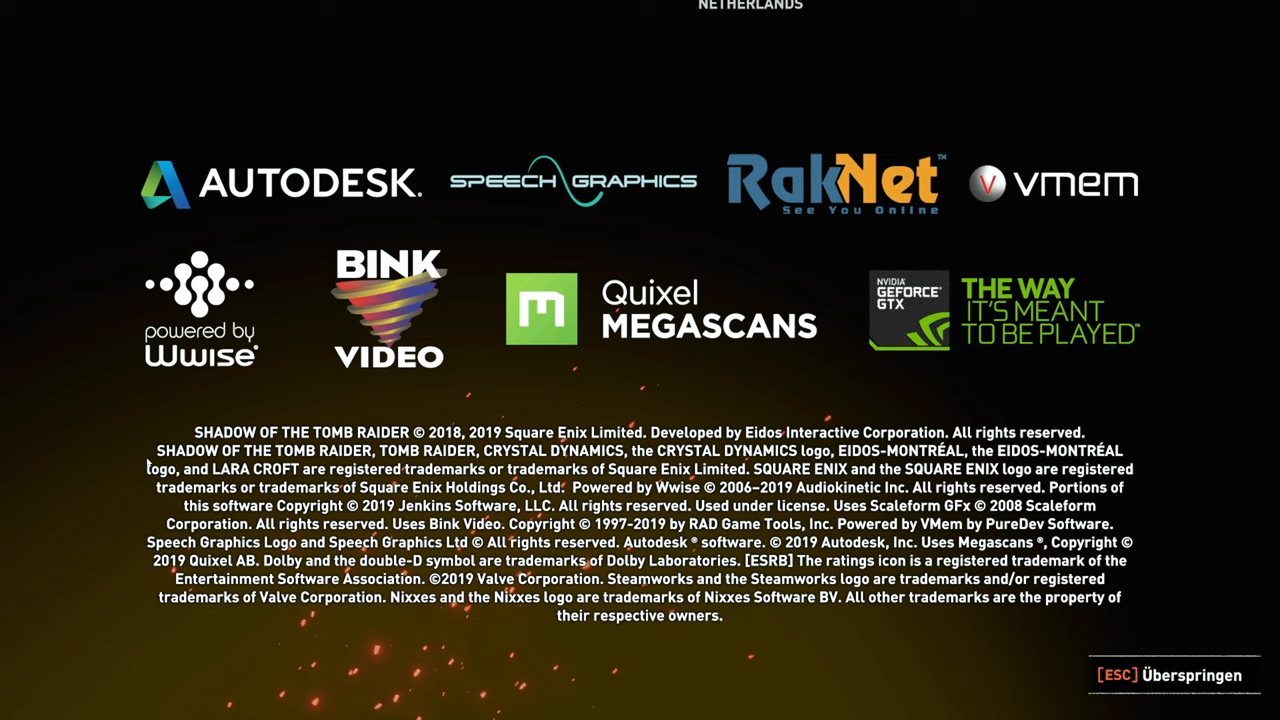 NETHERLANDS
AUTODESK.
SPEECH GRAPHICS
RakNet™
See You Online
V vmem
powered by
Wwise®
BINK
VIDEO
Quixel
MEGASCANS
NVIDIA
GEFORCE®
GTX
THE WAY
IT'S MEANT
TO BE PLAYED™
SHADOW OF THE TOMB RAIDER © 2018, 2019 Square Enix Limited. Developed by Eidos Interactive Corporation. All rights reserved.
SHADOW OF THE TOMB RAIDER, TOMB RAIDER, CRYSTAL DYNAMICS, the CRYSTAL DYNAMICS logo, EIDOS-MONTRÉAL, the EIDOS-MONTRÉAL
logo, and LARA CROFT are registered trademarks or trademarks of Square Enix Limited. SQUARE ENIX and the SQUARE ENIX logo are registered
trademarks or trademarks of Square Enix Holdings Co., Ltd. Powered by Wwise © 2006–2019 Audiokinetic Inc. All rights reserved. Portions of
this software Copyright © 2019 Jenkins Software, LLC. All rights reserved. Used under license. Uses Scaleform GFx © 2008 Scaleform
Corporation. All rights reserved. Uses Bink Video. Copyright © 1997-2019 by RAD Game Tools, Inc. Powered by VMem by PureDev Software.
Speech Graphics Logo and Speech Graphics Ltd © All rights reserved. Autodesk ® software. © 2019 Autodesk, Inc. Uses Megascans ®, Copyright ©
2019 Quixel AB. Dolby and the double-D symbol are trademarks of Dolby Laboratories. [ESRB] The ratings icon is a registered trademark of the
Entertainment Software Association. ©2019 Valve Corporation. Steamworks and the Steamworks logo are trademarks and/or registered
trademarks of Valve Corporation. Nixxes and the Nixxes logo are trademarks of Nixxes Software BV. All other trademarks are the property of
their respective owners.
[ESC] Überspringen